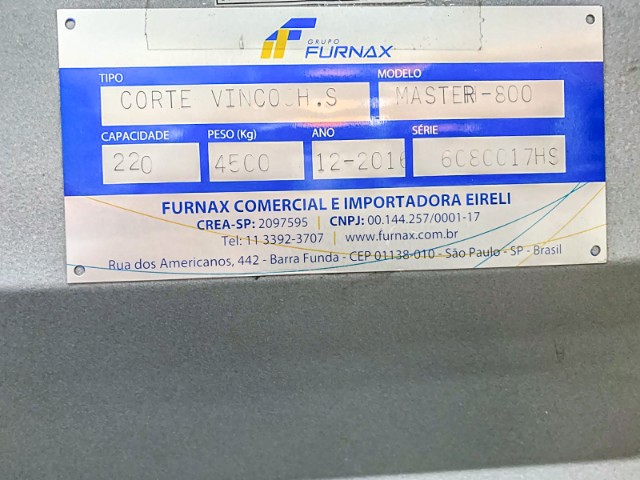 GRUPO
FURNAX
TIPO MODELO
CORTE VINCO H.S MASTER-800
CAPACIDADE PESO (Kg) ANO SÉRIE
220 4500 12-2016 6080017HS
FURNAX COMERCIAL E IMPORTADORA EIRELI
CREA-SP: 2097595 | CNPJ: 00.144.257/0001-17
Tel: 11 3392-3707 | www.furnax.com.br
Rua dos Americanos, 442 - Barra Funda - CEP 01138-010 - São Paulo - SP - Brasil